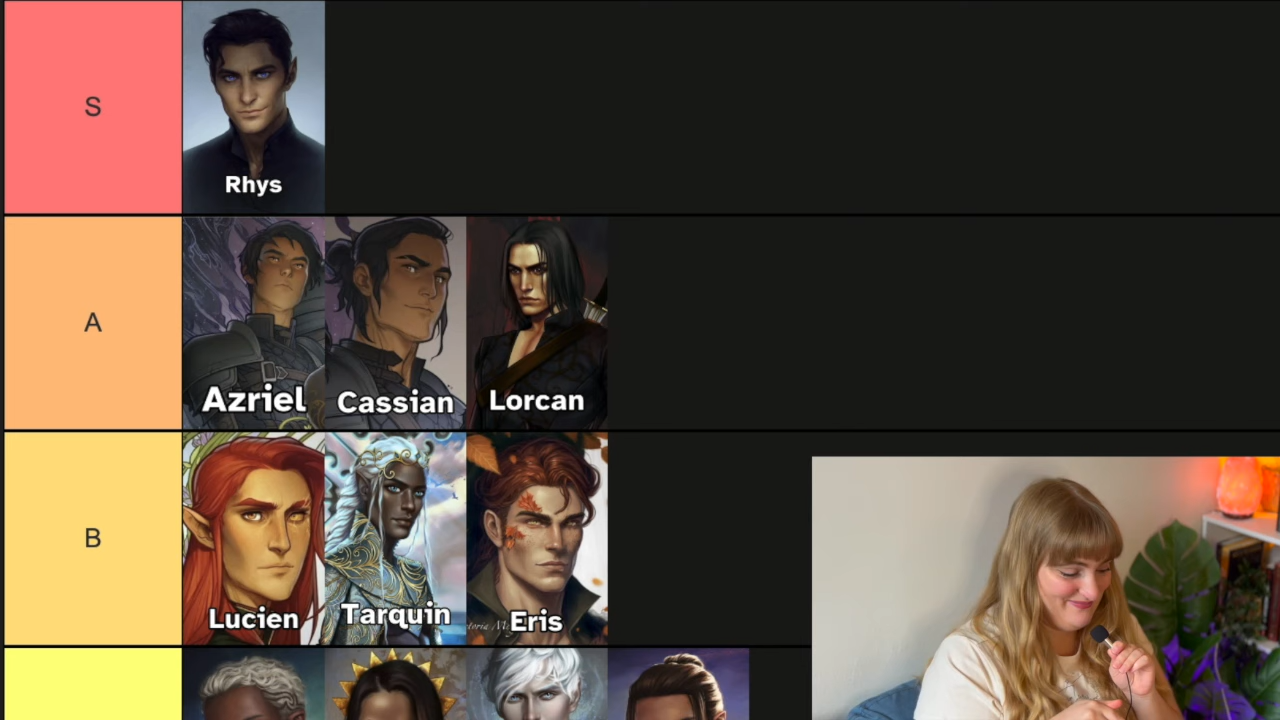 S
Rhys
A
Azriel
Cassian
Lorcan
B
Lucien
Tarquin
Eris